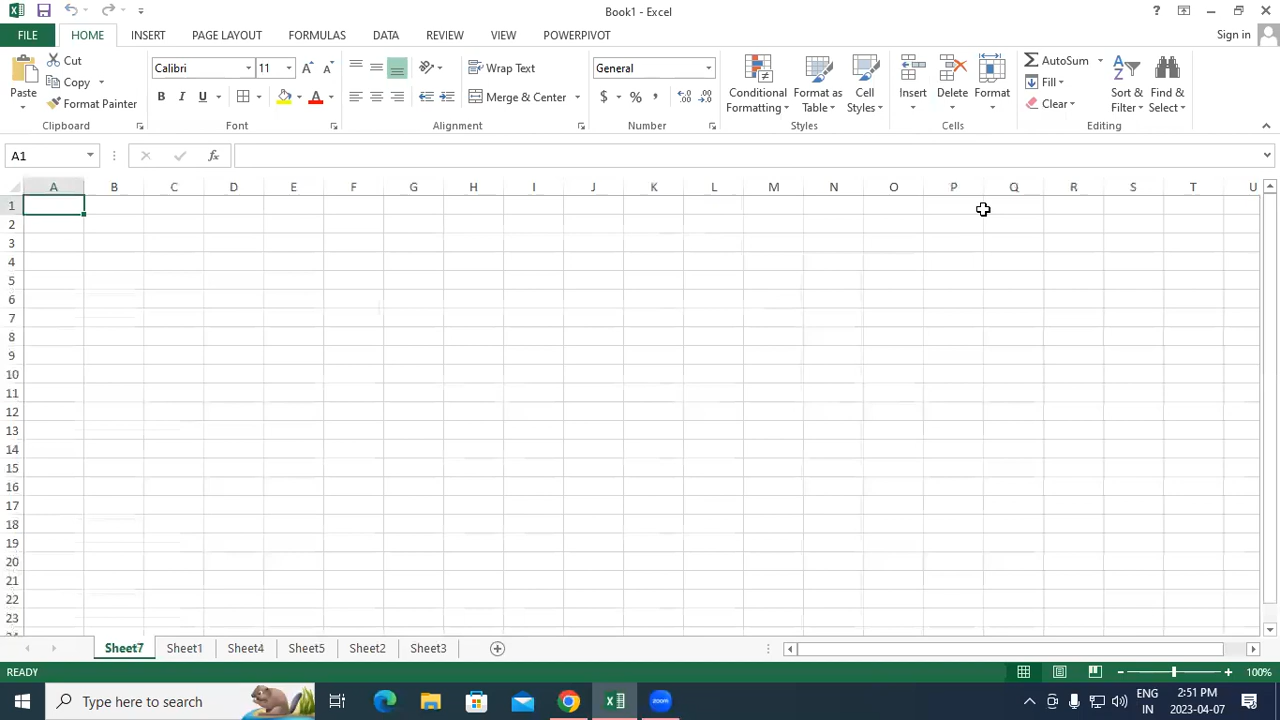 Book1 - Excel
?
FILE HOME INSERT PAGE LAYOUT FORMULAS DATA REVIEW VIEW POWERPIVOT Sign in
Paste Cut Copy Format Painter Clipboard
Calibri 11 B I U A Font
Wrap Text Merge & Center Alignment
General $ % , Number
Conditional Formatting Format as Table Cell Styles Styles
Insert Delete Format Cells
AutoSum Fill Clear Sort & Filter Find & Select Editing
A1 fx
A B C D E F G H I J K L M N O P Q R S T U
1
2
3
4
5
6
7
8
9
10
11
12
13
14
15
16
17
18
19
20
21
22
23
Sheet7 Sheet1 Sheet4 Sheet5 Sheet2 Sheet3
READY 100%
Type here to search zoom ENG IN 2:51 PM 2023-04-07